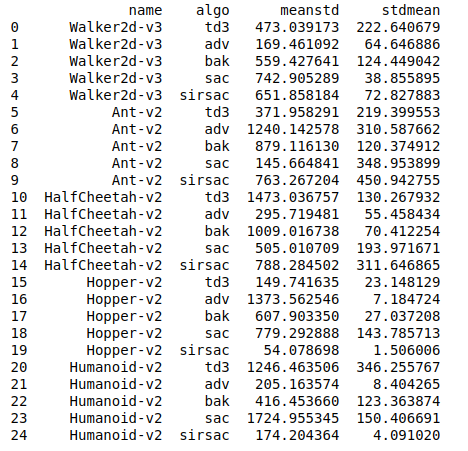 name algo meanstd stdmean
0 Walker2d-v3 td3 473.039173 222.640679
1 Walker2d-v3 adv 169.461092 64.646886
2 Walker2d-v3 bak 559.427641 124.449042
3 Walker2d-v3 sac 742.905289 38.855895
4 Walker2d-v3 sirsac 651.858184 72.827883
5 Ant-v2 td3 371.958291 219.399553
6 Ant-v2 adv 1240.142578 310.587662
7 Ant-v2 bak 879.116130 120.374912
8 Ant-v2 sac 145.664841 348.953899
9 Ant-v2 sirsac 763.267204 450.942755
10 HalfCheetah-v2 td3 1473.036757 130.267932
11 HalfCheetah-v2 adv 295.719481 55.458434
12 HalfCheetah-v2 bak 1009.016738 70.412254
13 HalfCheetah-v2 sac 505.010709 193.971671
14 HalfCheetah-v2 sirsac 788.284502 311.646865
15 Hopper-v2 td3 149.741635 23.148129
16 Hopper-v2 adv 1373.562546 7.184724
17 Hopper-v2 bak 607.903350 27.037208
18 Hopper-v2 sac 779.292888 143.785713
19 Hopper-v2 sirsac 54.078698 1.506006
20 Humanoid-v2 td3 1246.463506 346.255767
21 Humanoid-v2 adv 205.163574 8.404265
22 Humanoid-v2 bak 416.453660 123.363874
23 Humanoid-v2 sac 1724.955345 150.406691
24 Humanoid-v2 sirsac 174.204364 4.091020